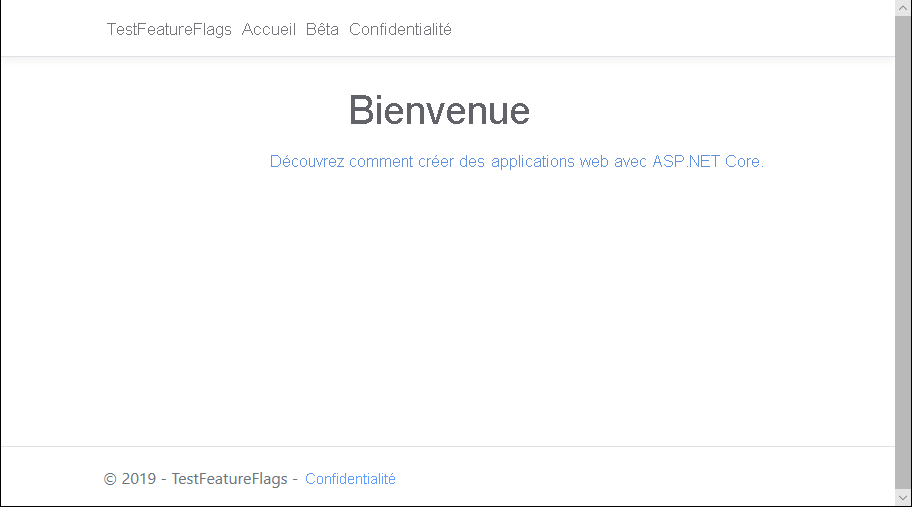 TestFeatureFlags Accueil Bêta Confidentialité
Bienvenue
Découvrez comment créer des applications web avec ASP.NET Core.
© 2019 - TestFeatureFlags - Confidentialité